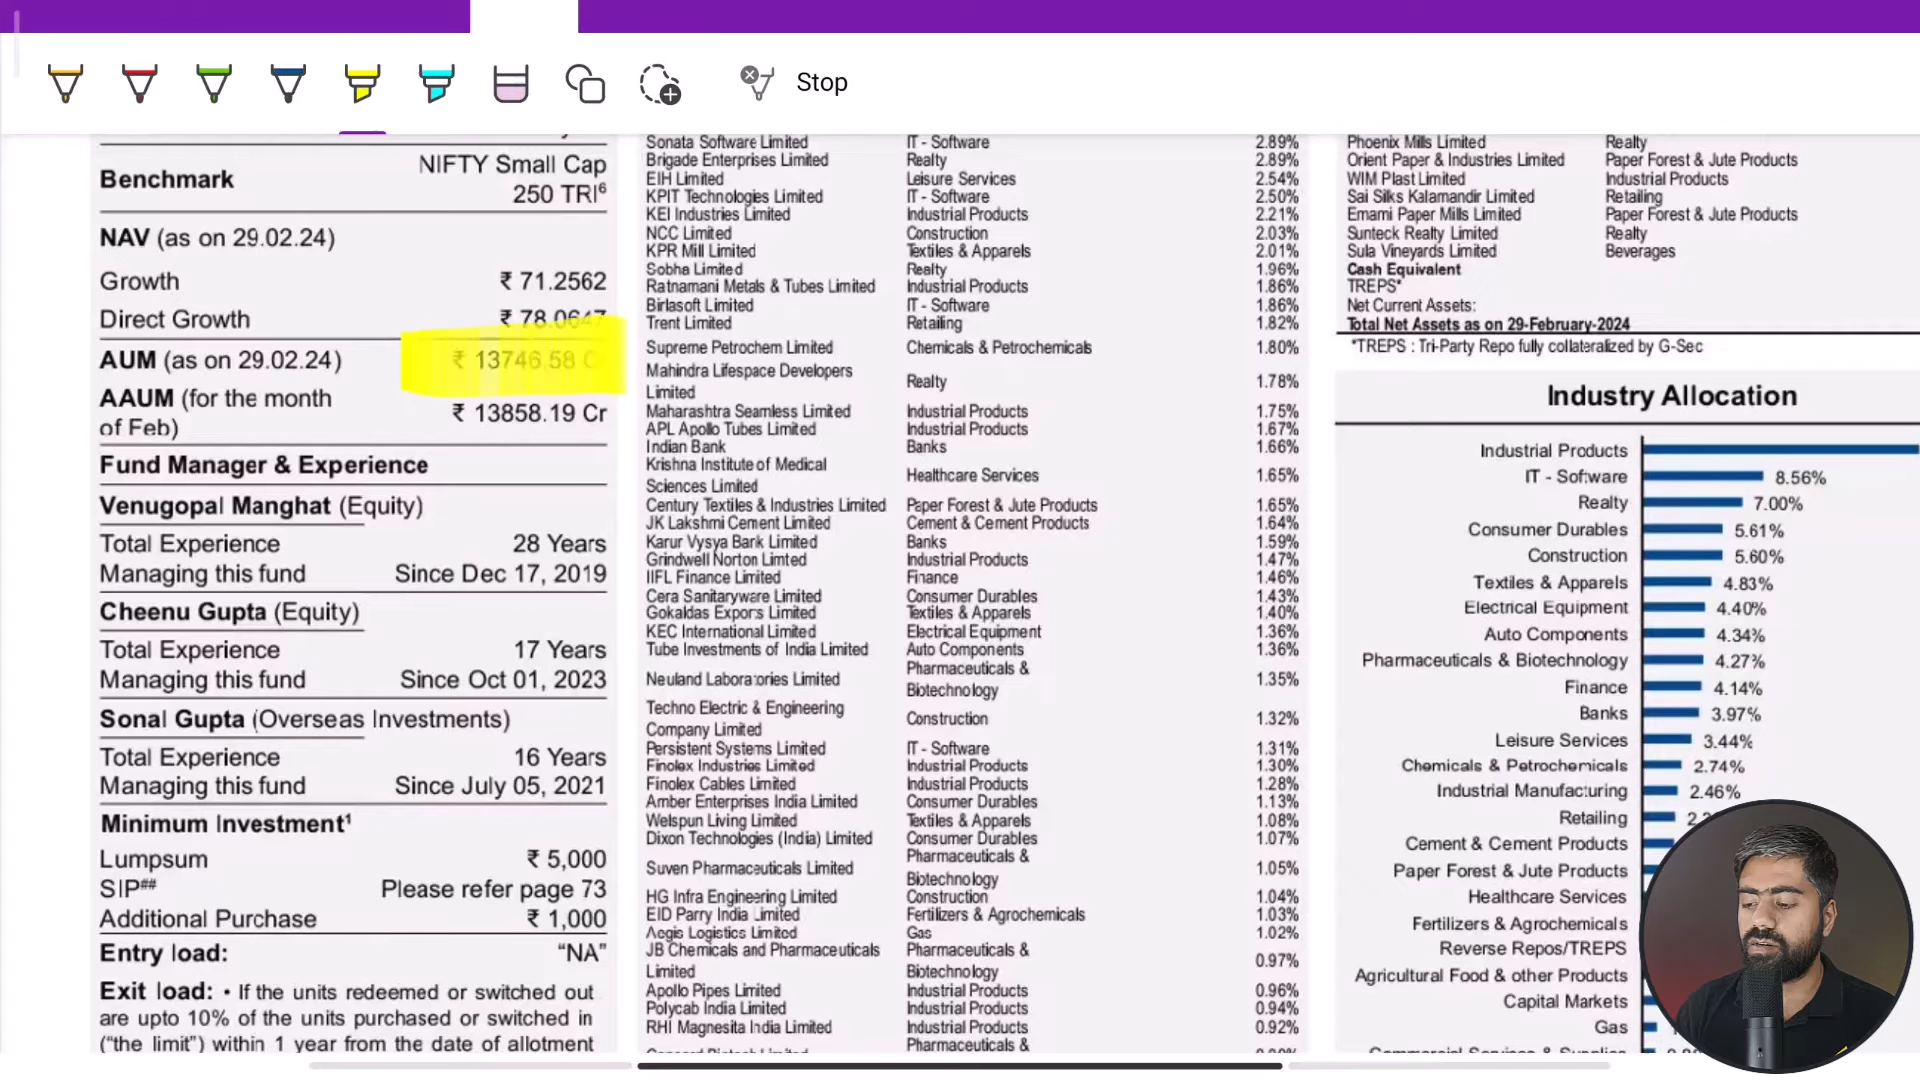 Stop
Benchmark
NIFTY Small Cap
250 TRI⁶
NAV (as on 29.02.24)
Growth ₹ 71.2562
Direct Growth ₹ 78.0647
AUM (as on 29.02.24) ₹ 13746.58 C
AAUM (for the month
of Feb)
₹ 13858.19 Cr
Fund Manager & Experience
Venugopal Manghat (Equity)
Total Experience 28 Years
Managing this fund Since Dec 17, 2019
Cheenu Gupta (Equity)
Total Experience 17 Years
Managing this fund Since Oct 01, 2023
Sonal Gupta (Overseas Investments)
Total Experience 16 Years
Managing this fund Since July 05, 2021
Minimum Investment¹
Lumpsum ₹ 5,000
SIP## Please refer page 73
Additional Purchase ₹ 1,000
Entry load: “NA”
Exit load: • If the units redeemed or switched out
are upto 10% of the units purchased or switched in
(“the limit”) within 1 year from the date of allotment
Sonata Software Limited IT - Software 2.89%
Brigade Enterprises Limited Realty 2.89%
EIH Limited Leisure Services 2.54%
KPIT Technologies Limited IT - Software 2.50%
KEI Industries Limited Industrial Products 2.21%
NCC Limited Construction 2.03%
KPR Mill Limited Textiles & Apparels 2.01%
Sobha Limited Realty 1.96%
Ratnamani Metals & Tubes Limited Industrial Products 1.86%
Birlasoft Limited IT - Software 1.86%
Trent Limited Retailing 1.82%
Supreme Petrochem Limited Chemicals & Petrochemicals 1.80%
Mahindra Lifespace Developers
Limited
Realty 1.78%
Maharashtra Seamless Limited Industrial Products 1.75%
APL Apollo Tubes Limited Industrial Products 1.67%
Indian Bank Banks 1.66%
Krishna Institute of Medical
Sciences Limited
Healthcare Services 1.65%
Century Textiles & Industries Limited Paper Forest & Jute Products 1.65%
JK Lakshmi Cement Limited Cement & Cement Products 1.64%
Karur Vysya Bank Limited Banks 1.59%
Grindwell Norton Limted Industrial Products 1.47%
IIFL Finance Limited Finance 1.46%
Cera Sanitaryware Limited Consumer Durables 1.43%
Gokaldas Exports Limited Textiles & Apparels 1.40%
KEC International Limited Electrical Equipment 1.36%
Tube Investments of India Limited Auto Components 1.36%
Neuland Laboratories Limited
Pharmaceuticals &
Biotechnology
1.35%
Techno Electric & Engineering
Company Limited
Construction 1.32%
Persistent Systems Limited IT - Software 1.31%
Finolex Industries Limited Industrial Products 1.30%
Finolex Cables Limited Industrial Products 1.28%
Amber Enterprises India Limited Consumer Durables 1.13%
Welspun Living Limited Textiles & Apparels 1.08%
Dixon Technologies (India) Limited Consumer Durables 1.07%
Suven Pharmaceuticals Limited
Pharmaceuticals &
Biotechnology
1.05%
HG Infra Engineering Limited Construction 1.04%
EID Parry India Limited Fertilizers & Agrochemicals 1.03%
Aegis Logistics Limited Gas 1.02%
JB Chemicals and Pharmaceuticals
Limited
Pharmaceuticals &
Biotechnology
0.97%
Apollo Pipes Limited Industrial Products 0.96%
Polycab India Limited Industrial Products 0.94%
RHI Magnesita India Limited Industrial Products 0.92%
Pharmaceuticals &
Phoenix Mills Limited Realty
Orient Paper & Industries Limited Paper Forest & Jute Products
WIM Plast Limited Industrial Products
Sai Silks Kalamandir Limited Retailing
Emami Paper Mills Limited Paper Forest & Jute Products
Sunteck Realty Limited Realty
Sula Vineyards Limited Beverages
Cash Equivalent
TREPS*
Net Current Assets:
Total Net Assets as on 29-February-2024
*TREPS : Tri-Party Repo fully collateralized by G-Sec
Industry Allocation
Industrial Products
IT - Software 8.56%
Realty 7.00%
Consumer Durables 5.61%
Construction 5.60%
Textiles & Apparels 4.83%
Electrical Equipment 4.40%
Auto Components 4.34%
Pharmaceuticals & Biotechnology 4.27%
Finance 4.14%
Banks 3.97%
Leisure Services 3.44%
Chemicals & Petrochemicals 2.74%
Industrial Manufacturing 2.46%
Retailing
Cement & Cement Products
Paper Forest & Jute Products
Healthcare Services
Fertilizers & Agrochemicals
Reverse Repos/TREPS
Agricultural Food & other Products
Capital Markets
Gas